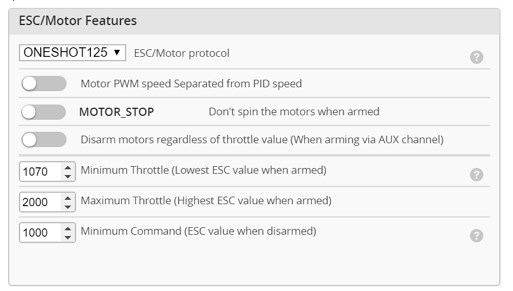 ESC/Motor Features
ONESHOT125 ESC/Motor protocol ?
Motor PWM speed Separated from PID speed
MOTOR_STOP Don't spin the motors when armed
Disarm motors regardless of throttle value (When arming via AUX channel)
1070 Minimum Throttle (Lowest ESC value when armed) ?
2000 Maximum Throttle (Highest ESC value when armed)
1000 Minimum Command (ESC value when disarmed) ?